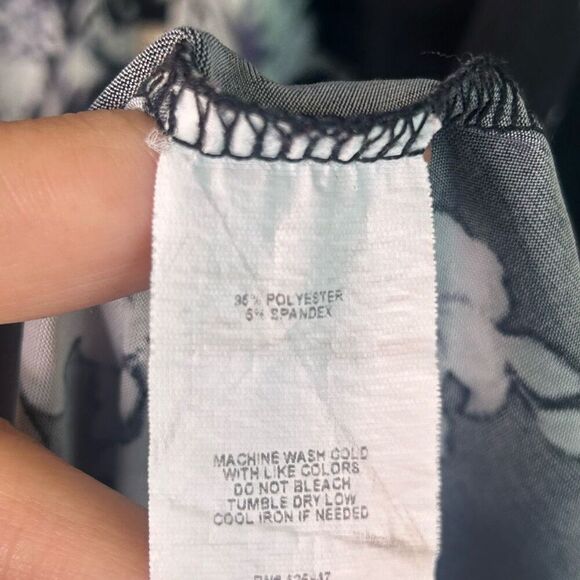 95% POLYESTER
5% SPANDEX
MACHINE WASH COLD
WITH LIKE COLORS
DO NOT BLEACH
TUMBLE DRY LOW
COOL IRON IF NEEDED